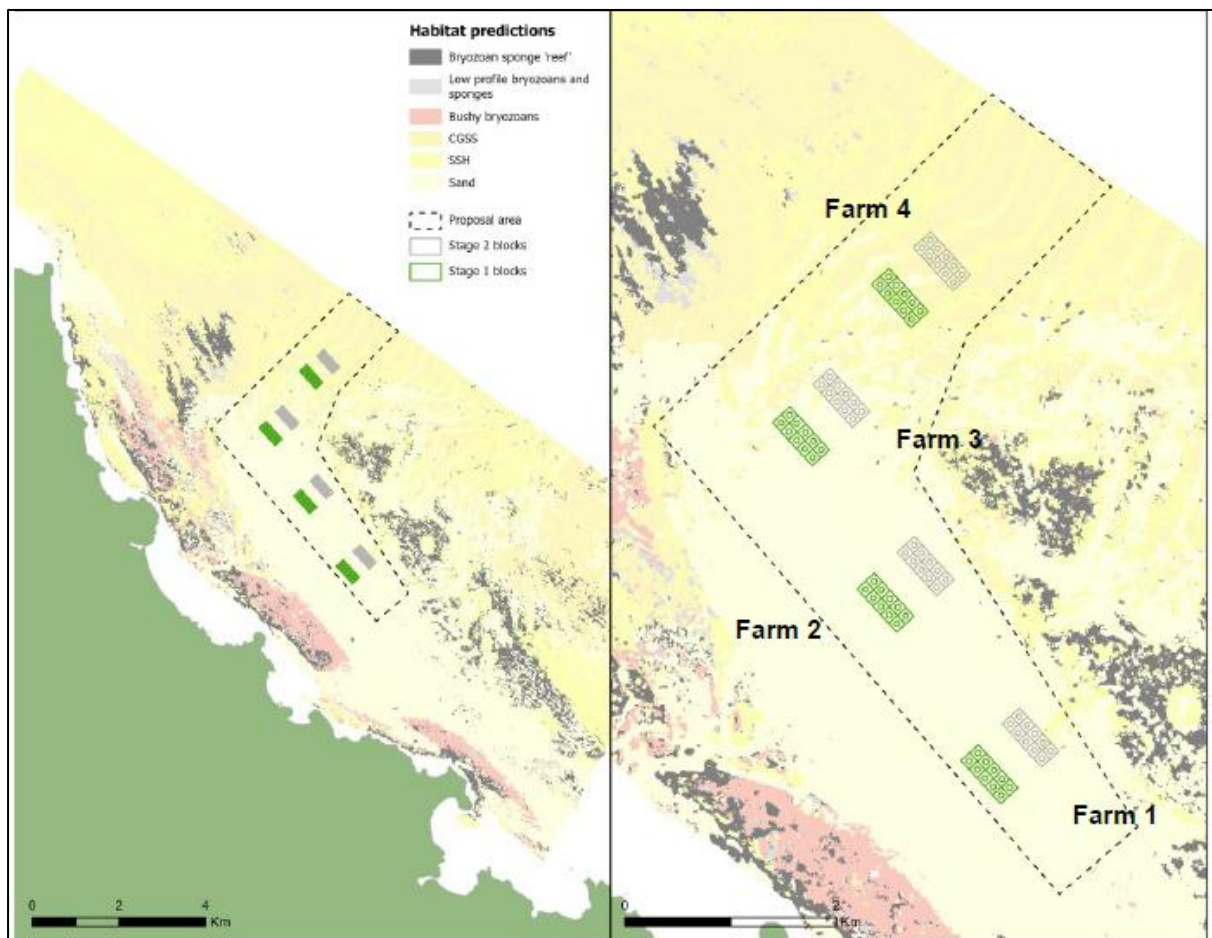 Habitat predictions
Bryozoan sponge 'reef'
Low profile bryozoans and
sponges
Bushy bryozoans
CGSS
SSH
Sand
Proposal area
Stage 2 blocks
Stage 1 blocks
0 2 4
Km
Farm 4
Farm 3
Farm 2
Farm 1
0 2
Km